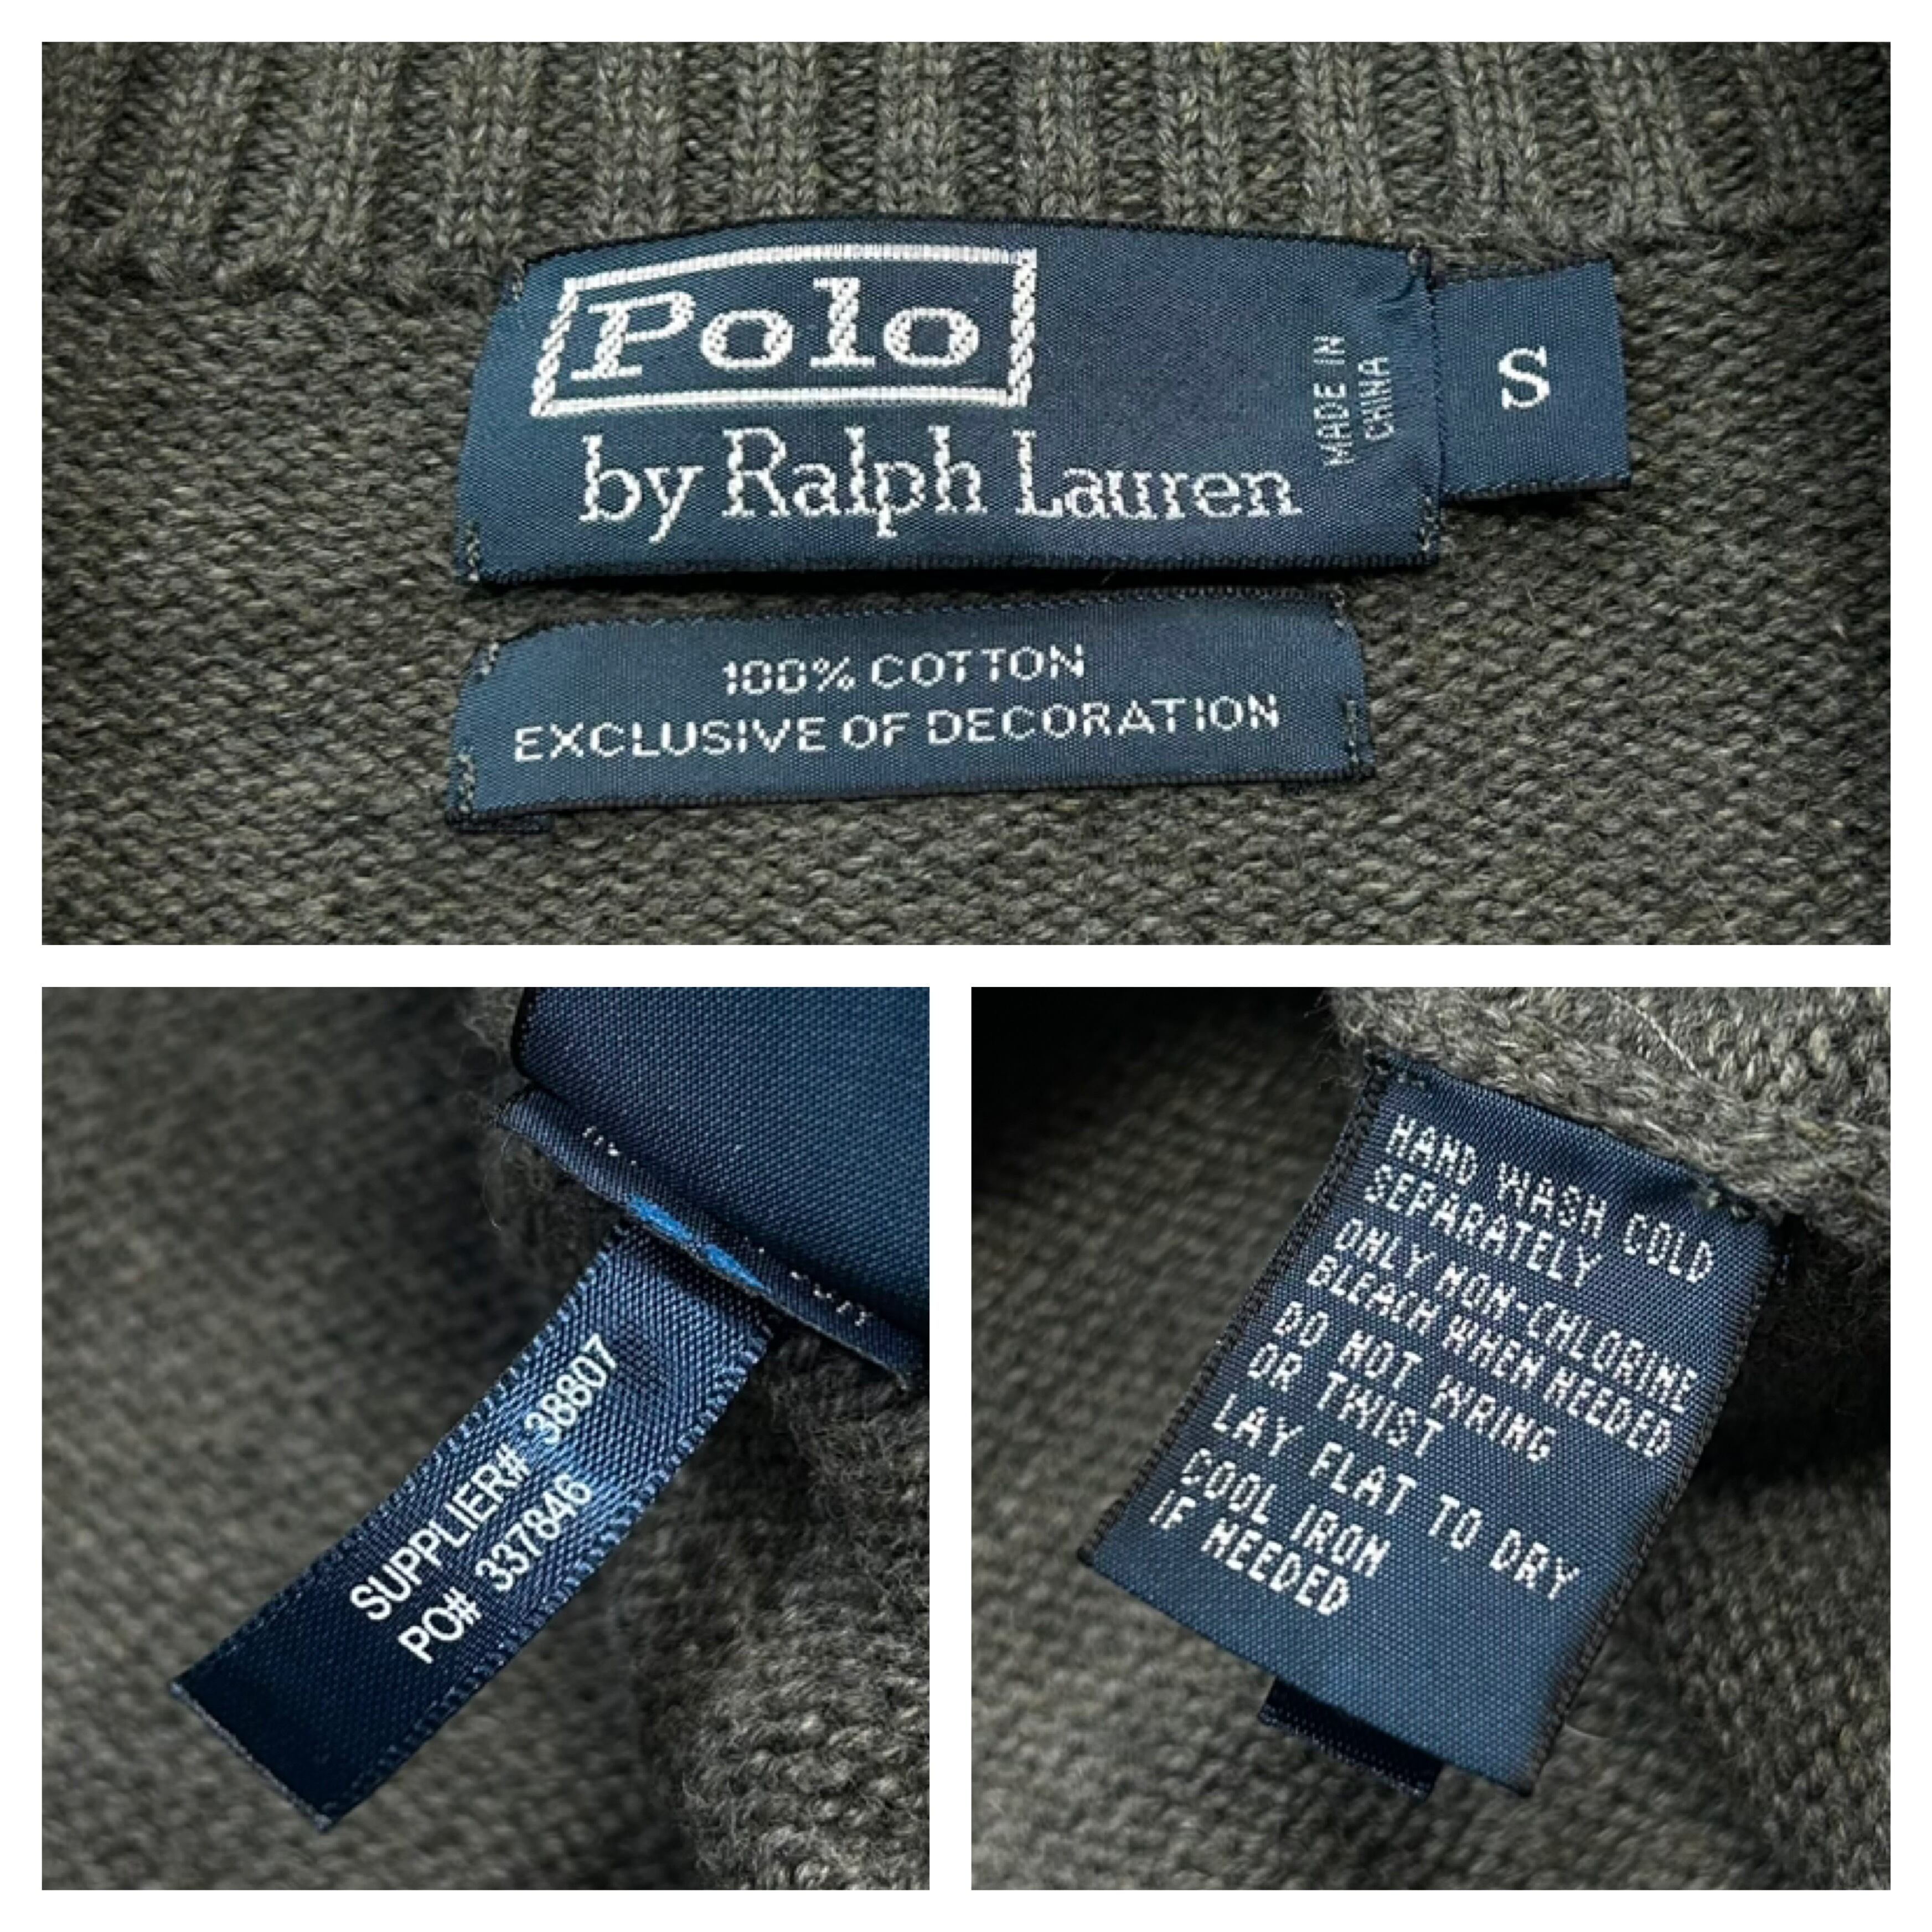 Polo
by Ralph Lauren
MADE IN
CHINA
S
100% COTTON
EXCLUSIVE OF DECORATION
SUPPLIER# 38807
PO# 337846
HAND WASH COLD
SEPARATELY
ONLY NON-CHLORINE
BLEACH WHEN NEEDED
DO NOT WRING
OR TWIST
LAY FLAT TO DRY
COOL IRON
IF NEEDED